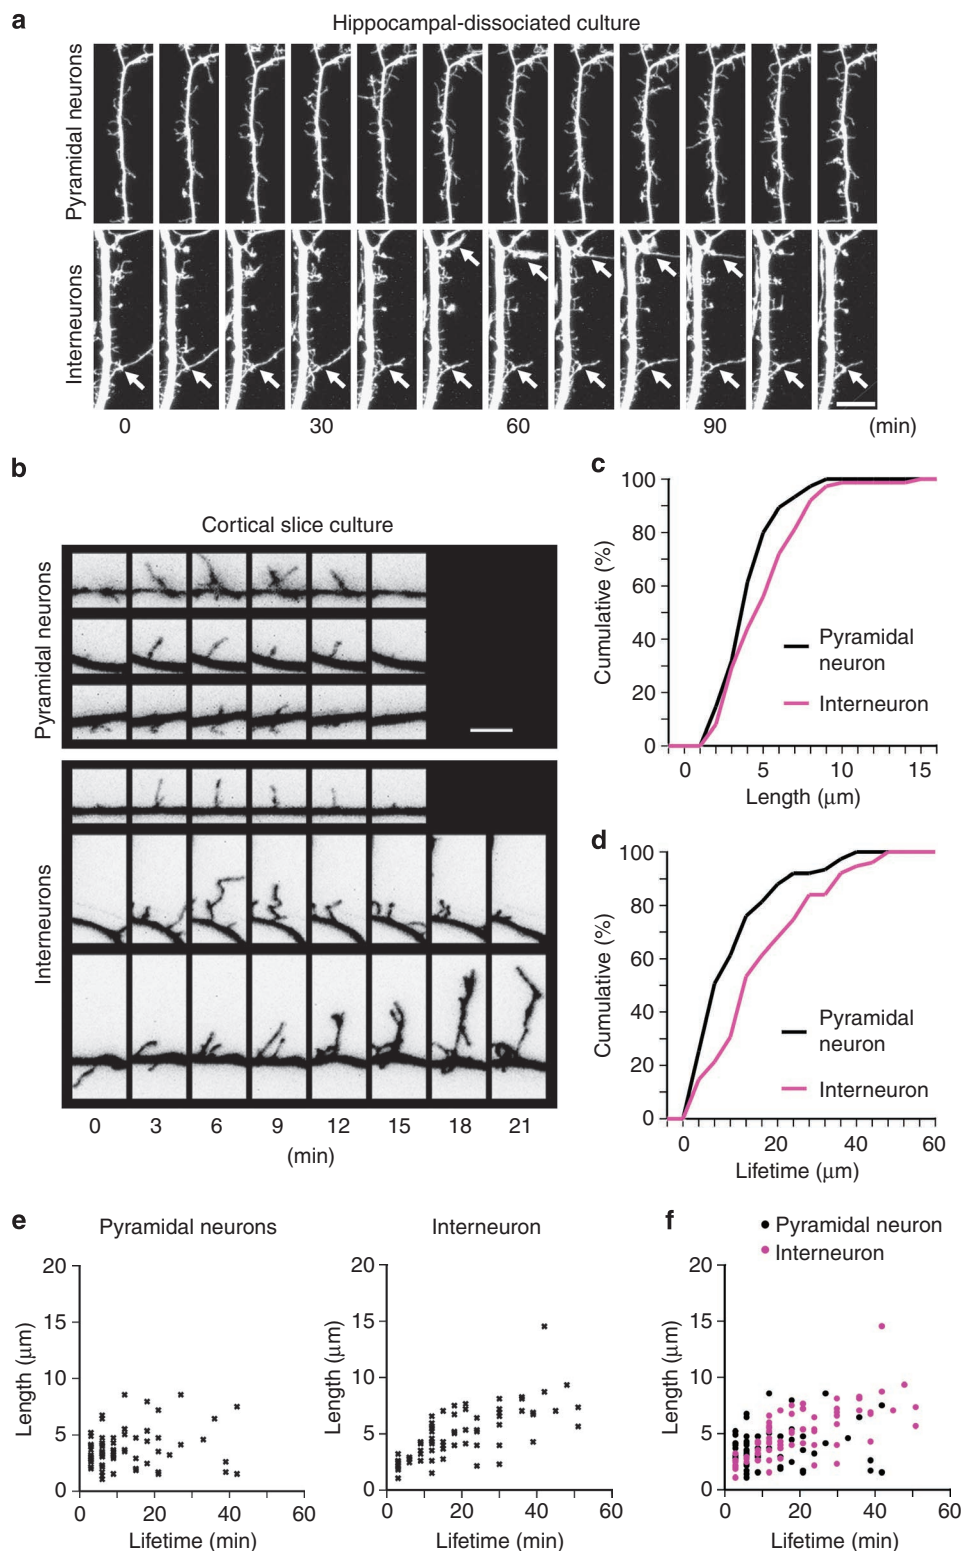 a
Hippocampal-dissociated culture
Pyramidal neurons
Interneurons
0 30 60 90 (min)
b
Cortical slice culture
Pyramidal neurons
Interneurons
0 3 6 9 12 15 18 21
(min)
c
100
80
60
40
20
0
Cumulative (%)
Pyramidal
neuron
Interneuron
0 5 10 15
Length (μm)
d
100
80
60
40
20
0
Cumulative (%)
Pyramidal
neuron
Interneuron
0 20 40 60
Lifetime (μm)
e
Pyramidal neurons
20
15
10
5
0
Length (μm)
0 20 40 60
Lifetime (min)
Interneuron
20
15
10
5
0
Length (μm)
0 20 40 60
Lifetime (min)
f
Pyramidal neuron
Interneuron
20
15
10
5
0
Length (μm)
0 20 40 60
Lifetime (min)